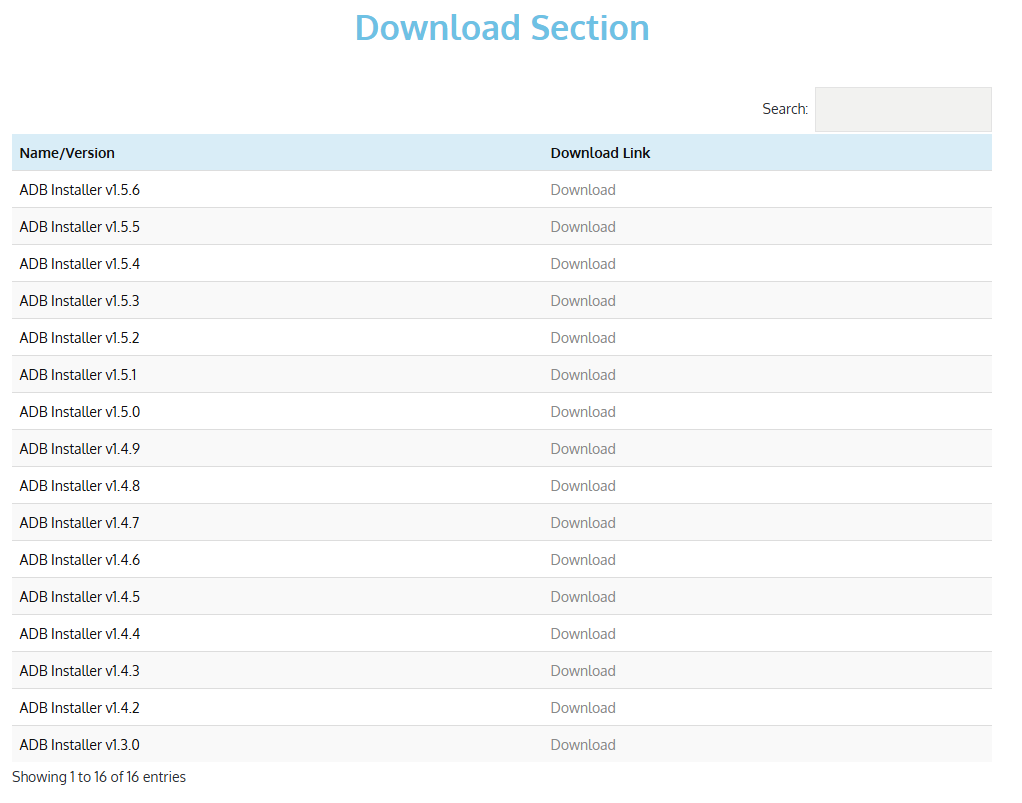 Download Section
Search:
Name/Version Download Link
ADB Installer v1.5.6 Download
ADB Installer v1.5.5 Download
ADB Installer v1.5.4 Download
ADB Installer v1.5.3 Download
ADB Installer v1.5.2 Download
ADB Installer v1.5.1 Download
ADB Installer v1.5.0 Download
ADB Installer v1.4.9 Download
ADB Installer v1.4.8 Download
ADB Installer v1.4.7 Download
ADB Installer v1.4.6 Download
ADB Installer v1.4.5 Download
ADB Installer v1.4.4 Download
ADB Installer v1.4.3 Download
ADB Installer v1.4.2 Download
ADB Installer v1.3.0 Download
Showing 1 to 16 of 16 entries